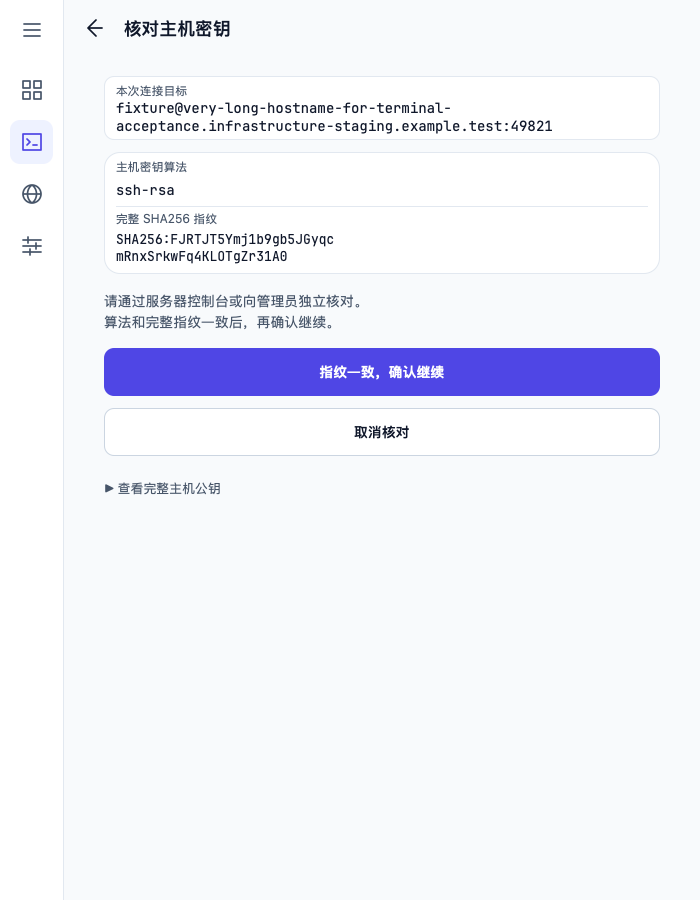 核对主机密钥
本次连接目标
fixture@very-long-hostname-for-terminal-
acceptance.infrastructure-staging.example.test:49821
主机密钥算法
ssh-rsa
完整 SHA256 指纹
SHA256:FJRTJT5Ymj1b9gb5JGyqc
mRnxSrkwFq4KLOTgZr31A0
请通过服务器控制台或向管理员独立核对。
算法和完整指纹一致后，再确认继续。
指纹一致，确认继续
取消核对
▶ 查看完整主机公钥